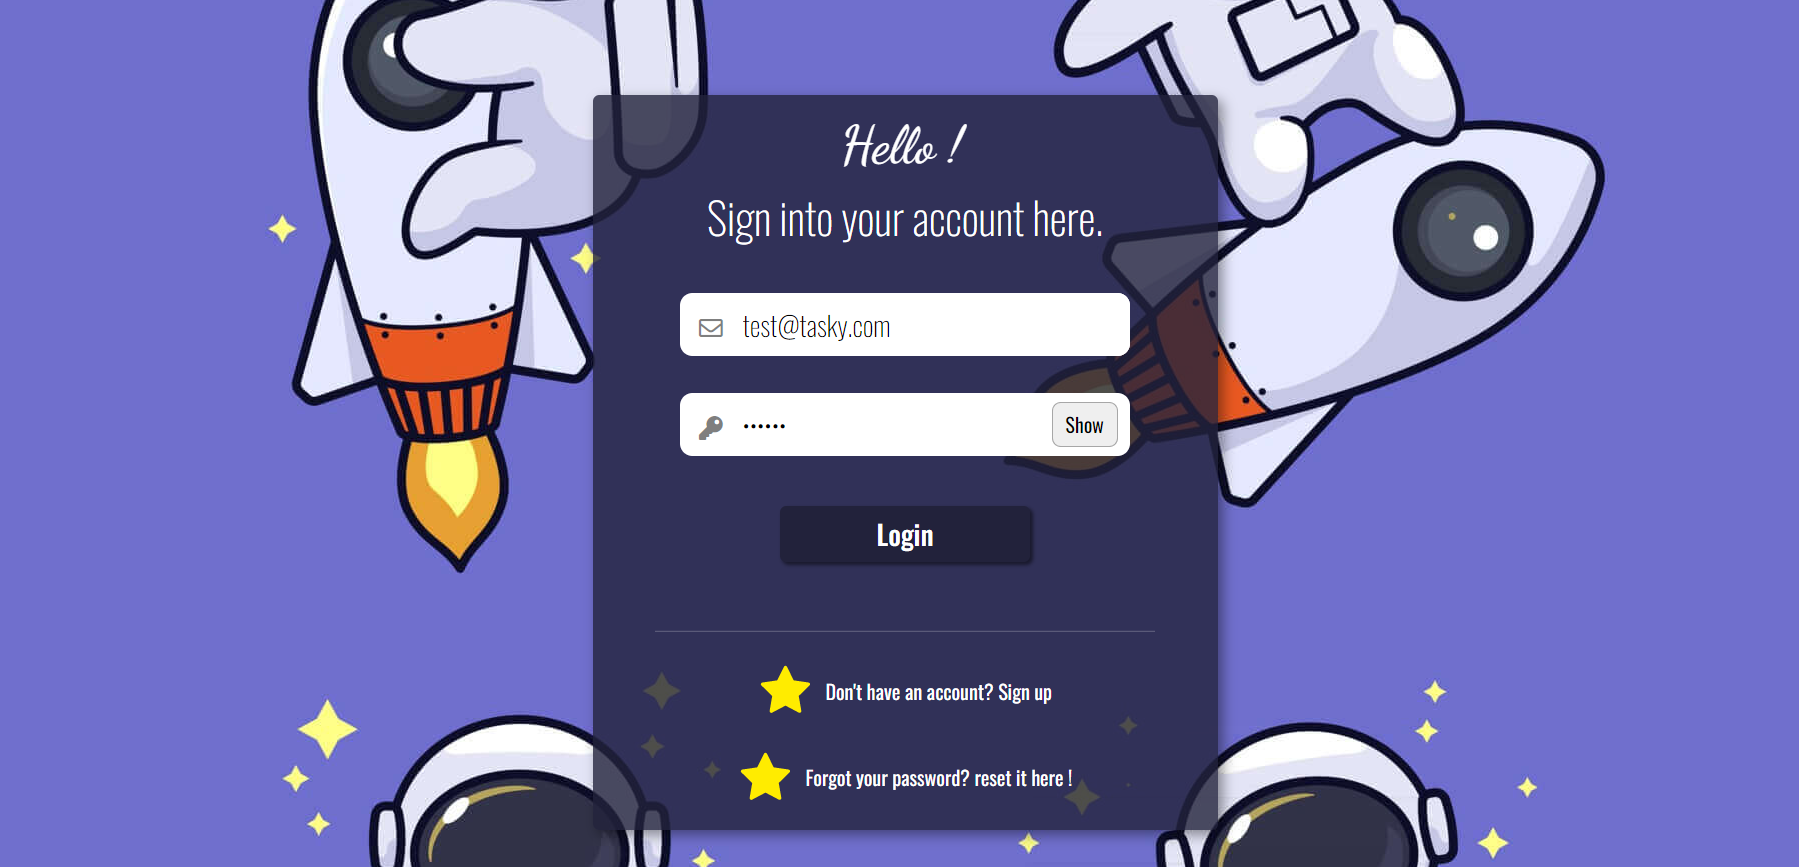 Hello !
Sign into your account here.
test@tasky.com
••••••
Show
Login
Don't have an account? Sign up
Forgot your password? reset it here !